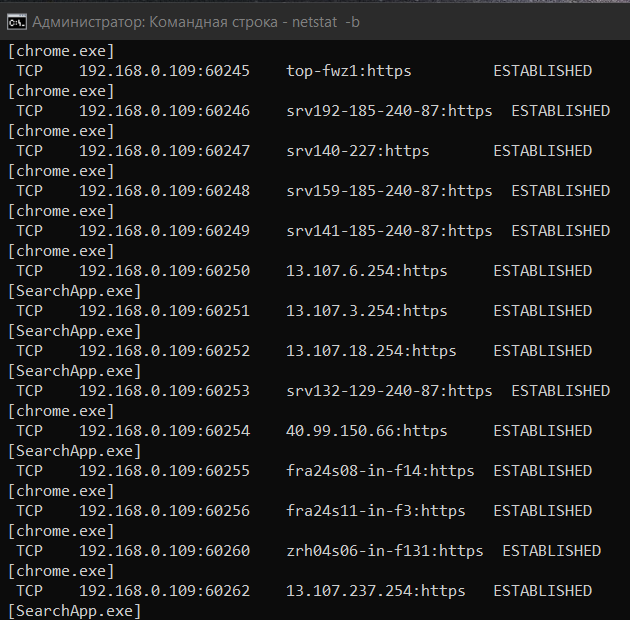 Администратор: Командная строка - netstat -b
[chrome.exe]
TCP 192.168.0.109:60245 top-fwz1:https ESTABLISHED
[chrome.exe]
TCP 192.168.0.109:60246 srv192-185-240-87:https ESTABLISHED
[chrome.exe]
TCP 192.168.0.109:60247 srv140-227:https ESTABLISHED
[chrome.exe]
TCP 192.168.0.109:60248 srv159-185-240-87:https ESTABLISHED
[chrome.exe]
TCP 192.168.0.109:60249 srv141-185-240-87:https ESTABLISHED
[chrome.exe]
TCP 192.168.0.109:60250 13.107.6.254:https ESTABLISHED
[SearchApp.exe]
TCP 192.168.0.109:60251 13.107.3.254:https ESTABLISHED
[SearchApp.exe]
TCP 192.168.0.109:60252 13.107.18.254:https ESTABLISHED
[SearchApp.exe]
TCP 192.168.0.109:60253 srv132-129-240-87:https ESTABLISHED
[chrome.exe]
TCP 192.168.0.109:60254 40.99.150.66:https ESTABLISHED
[SearchApp.exe]
TCP 192.168.0.109:60255 fra24s08-in-f14:https ESTABLISHED
[chrome.exe]
TCP 192.168.0.109:60256 fra24s11-in-f3:https ESTABLISHED
[chrome.exe]
TCP 192.168.0.109:60260 zrh04s06-in-f131:https ESTABLISHED
[chrome.exe]
TCP 192.168.0.109:60262 13.107.237.254:https ESTABLISHED
[SearchApp.exe]